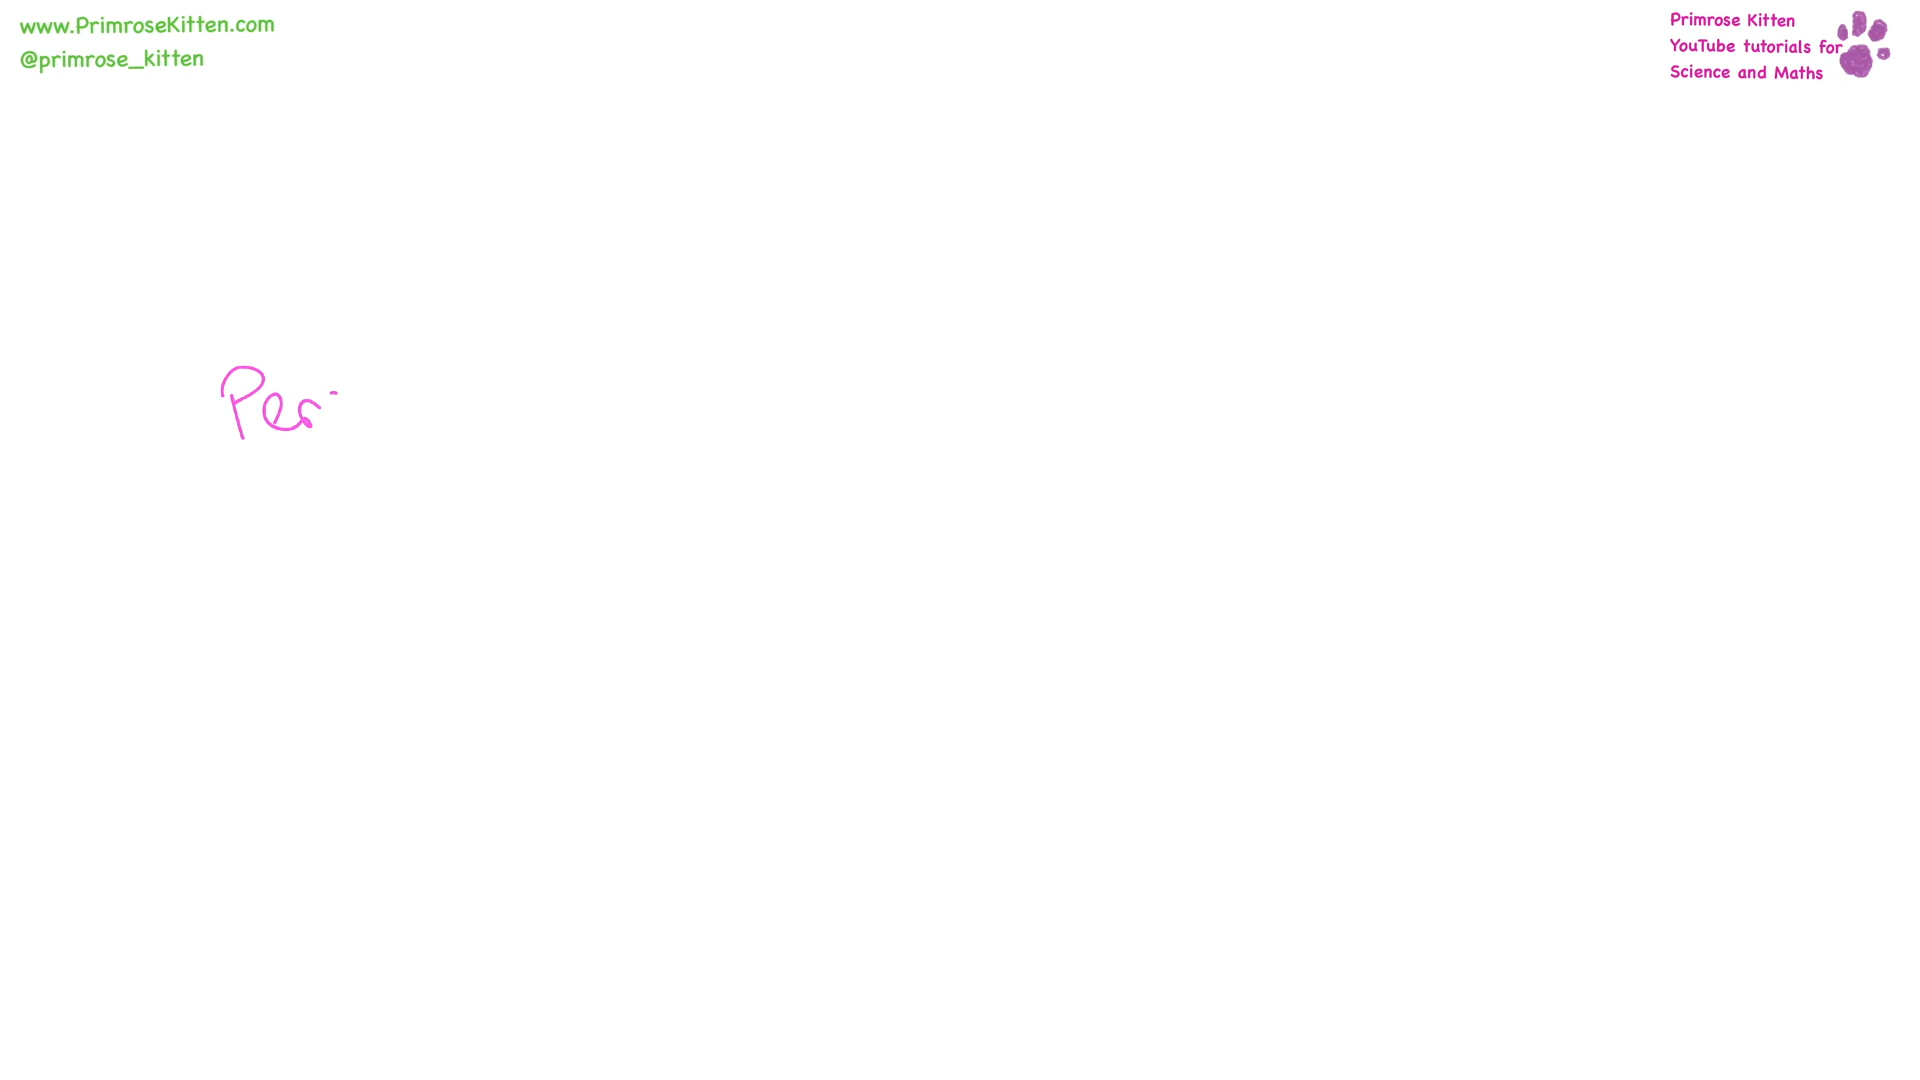 www.PrimroseKitten.com
@primrose_kitten
Primrose Kitten
YouTube tutorials for
Science and Maths
Per